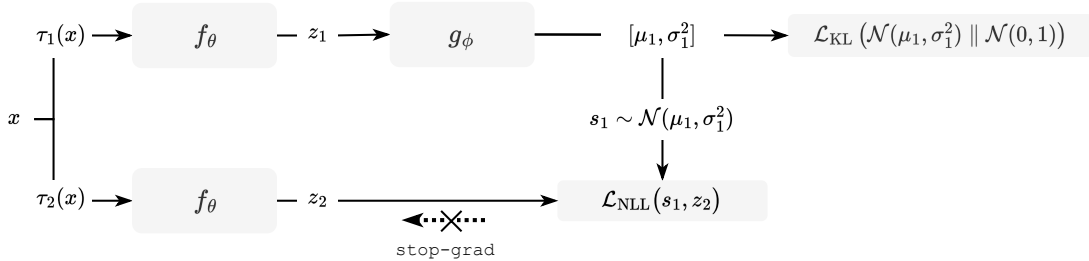 τ₁(x) f_θ z₁ g_ϕ [μ₁, σ₁²] 𝓛_KL (𝒩(μ₁, σ₁²) ∥ 𝒩(0, 1))
x s₁ ∼ 𝒩(μ₁, σ₁²)
τ₂(x) f_θ z₂ 𝓛_NLL(s₁, z₂)
stop-grad